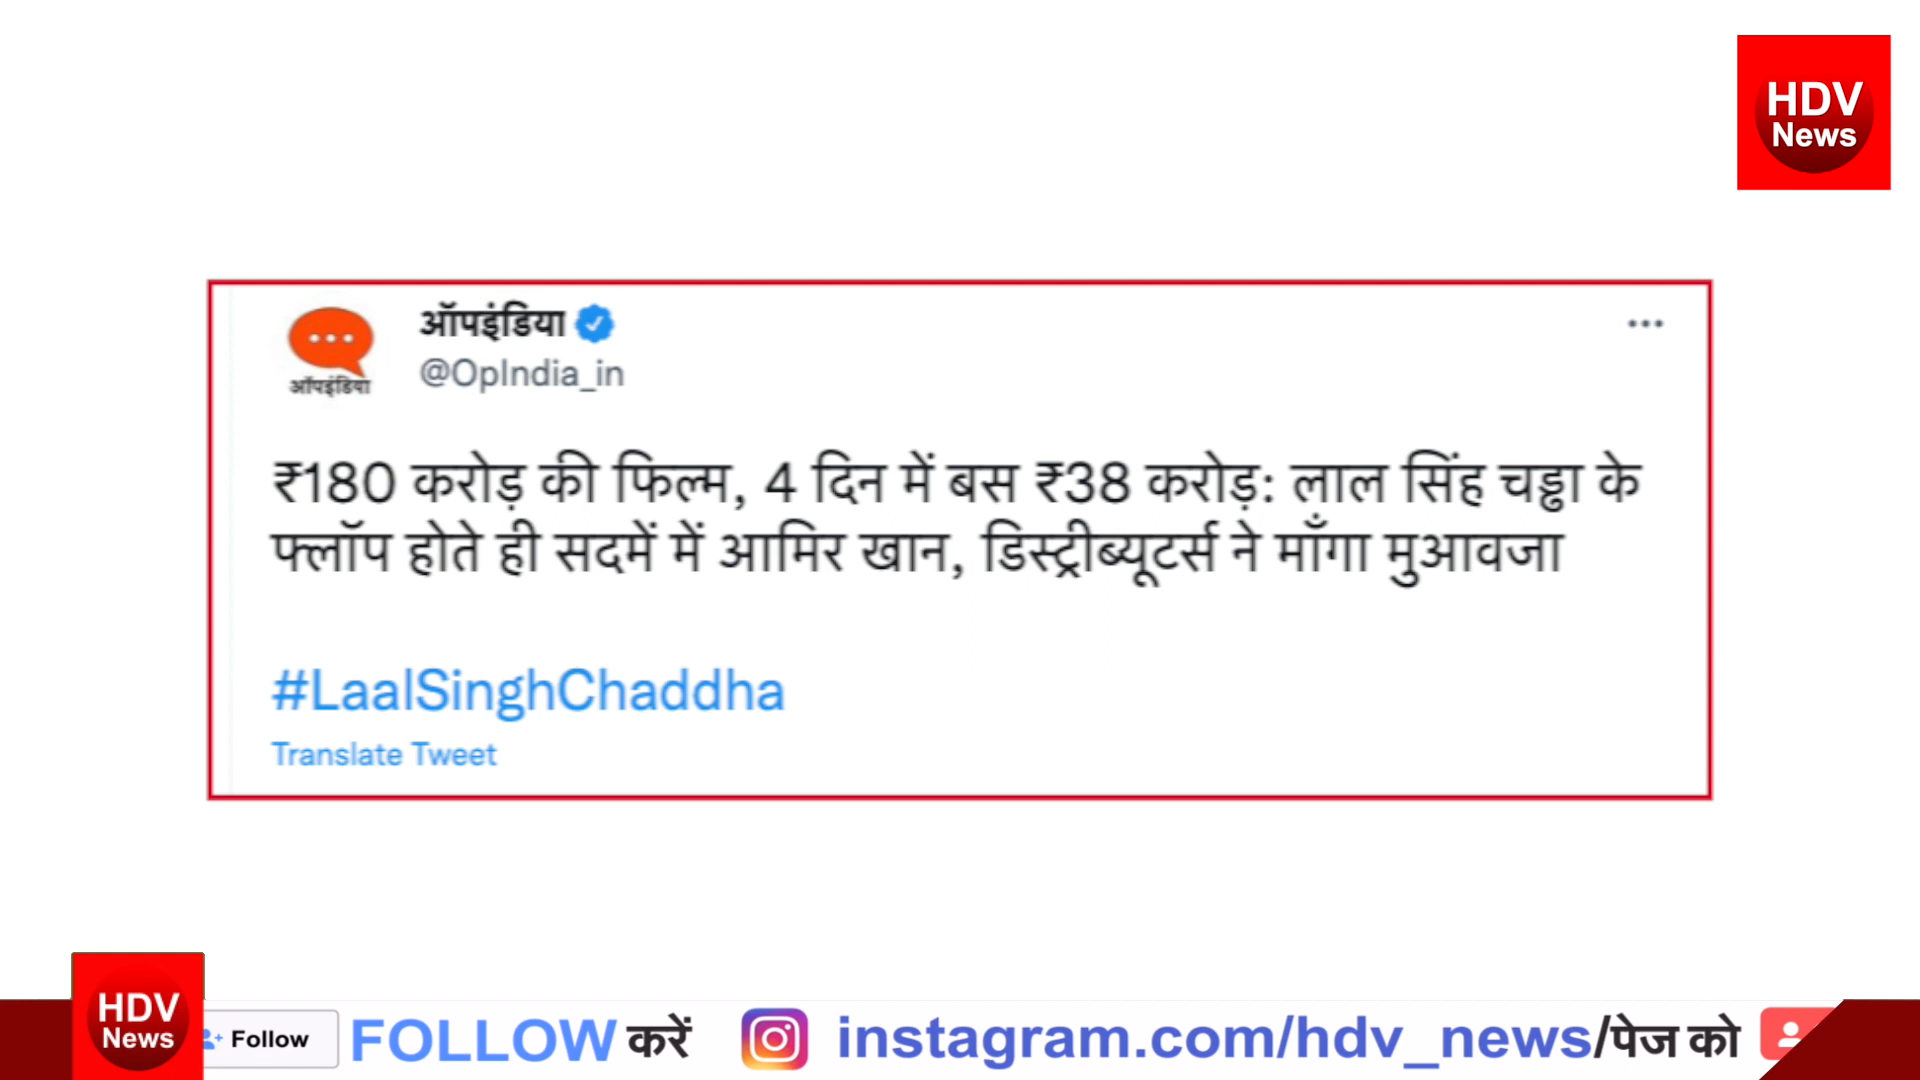 HDV
News
ऑपइंडिया
ऑपइंडिया
@OpIndia_in
₹180 करोड़ की फिल्म, 4 दिन में बस ₹38 करोड़: लाल सिंह चड्ढा के
फ्लॉप होते ही सदमें में आमिर खान, डिस्ट्रीब्यूटर्स ने माँगा मुआवजा
#LaalSinghChaddha
Translate Tweet
HDV
News
Follow
FOLLOW करें
instagram.com/hdv_news/पेज को